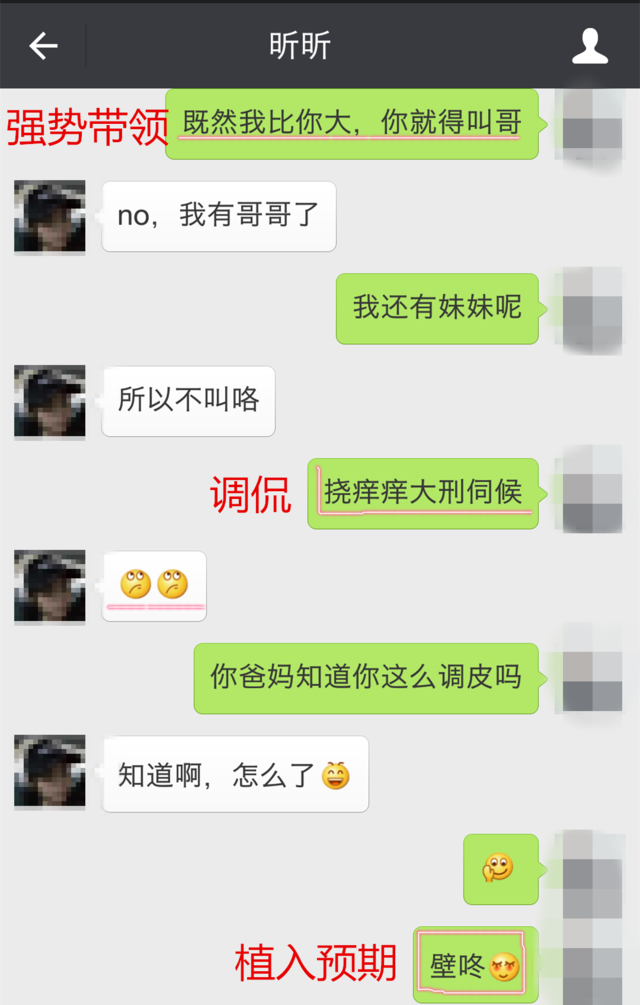 昕昕
强势带领 既然我比你大，你就得叫哥
no，我有哥哥了
我还有妹妹呢
所以不叫咯
调侃 挠痒痒大刑伺候
你爸妈知道你这么调皮吗
知道啊，怎么了
植入预期 壁咚